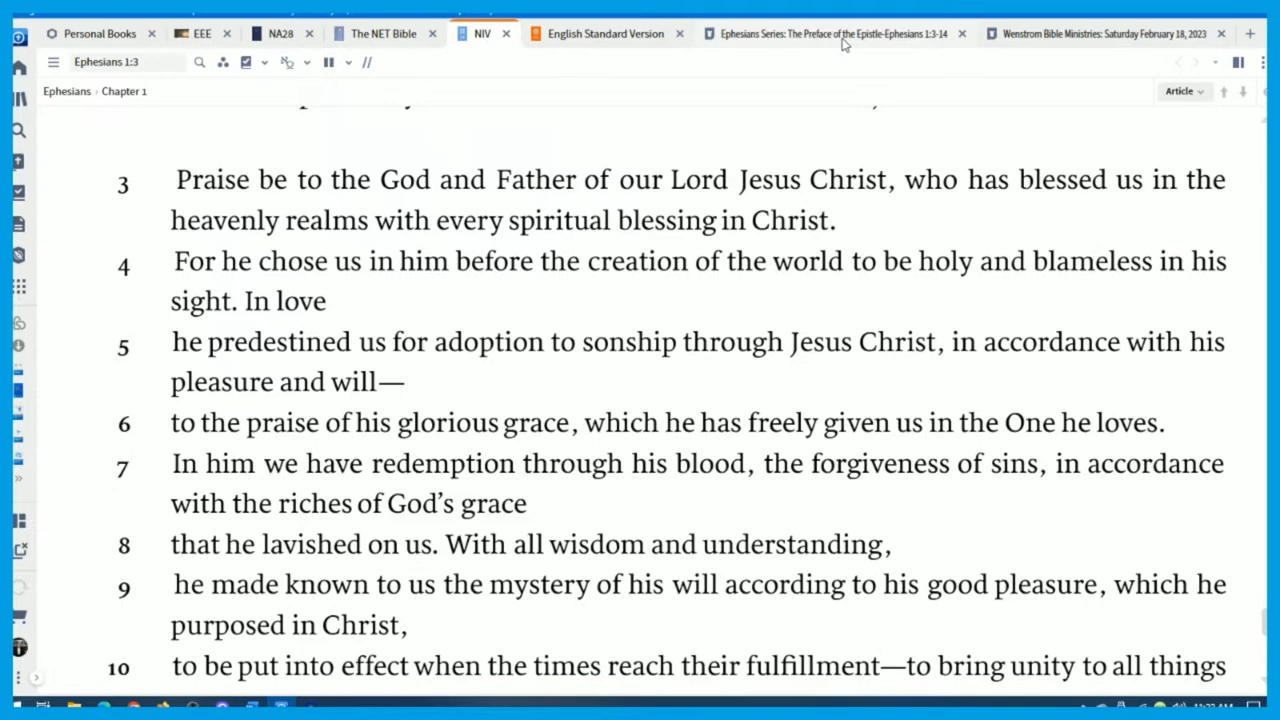 Personal Books EEE NA28 The NET Bible NIV English Standard Version Ephesians Series: The Preface of the Epistle-Ephesians 1:3-14 Wenstrom Bible Ministries: Saturday February 18, 2023
Ephesians 1:3
Ephesians › Chapter 1 Article
3 Praise be to the God and Father of our Lord Jesus Christ, who has blessed us in the
heavenly realms with every spiritual blessing in Christ.
4 For he chose us in him before the creation of the world to be holy and blameless in his
sight. In love
5 he predestined us for adoption to sonship through Jesus Christ, in accordance with his
pleasure and will—
6 to the praise of his glorious grace, which he has freely given us in the One he loves.
7 In him we have redemption through his blood, the forgiveness of sins, in accordance
with the riches of God’s grace
8 that he lavished on us. With all wisdom and understanding,
9 he made known to us the mystery of his will according to his good pleasure, which he
purposed in Christ,
10 to be put into effect when the times reach their fulfillment—to bring unity to all things